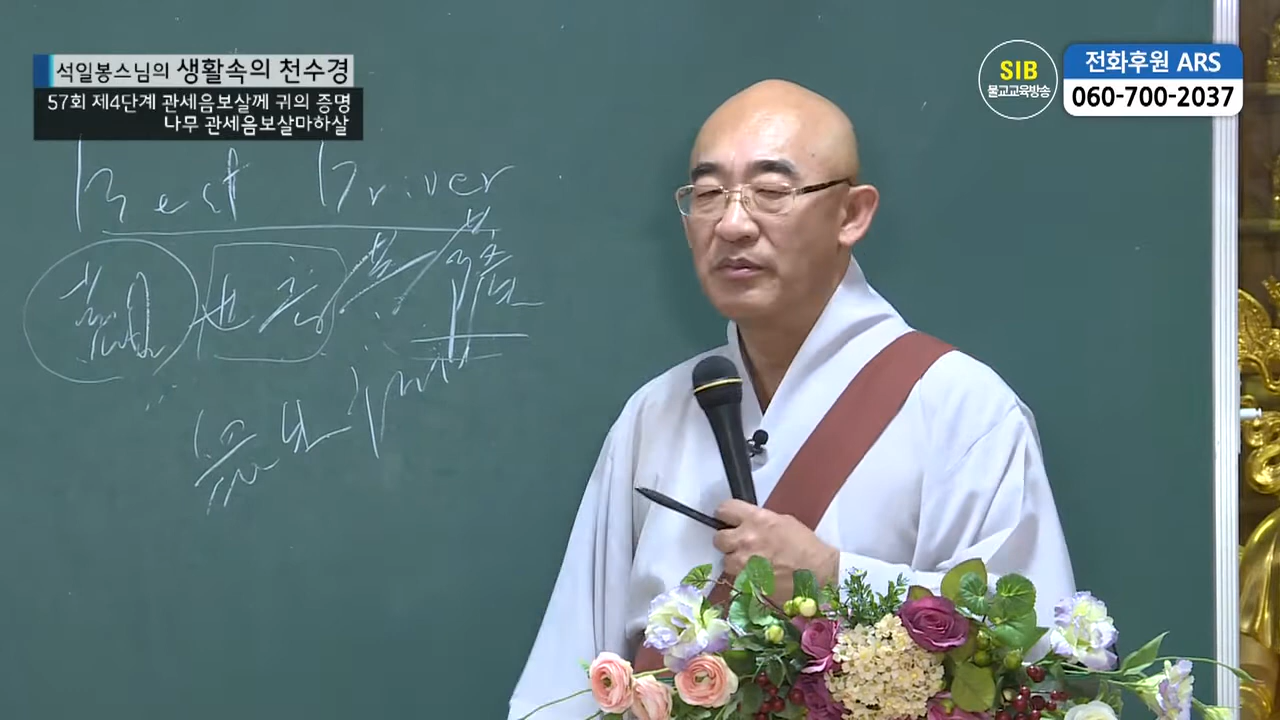 석일봉스님의 생활속의 천수경
57회 제4단계 관세음보살께 귀의 증명
나무 관세음보살마하살
SIB
불교교육방송
전화후원 ARS
060-700-2037
Best Driver